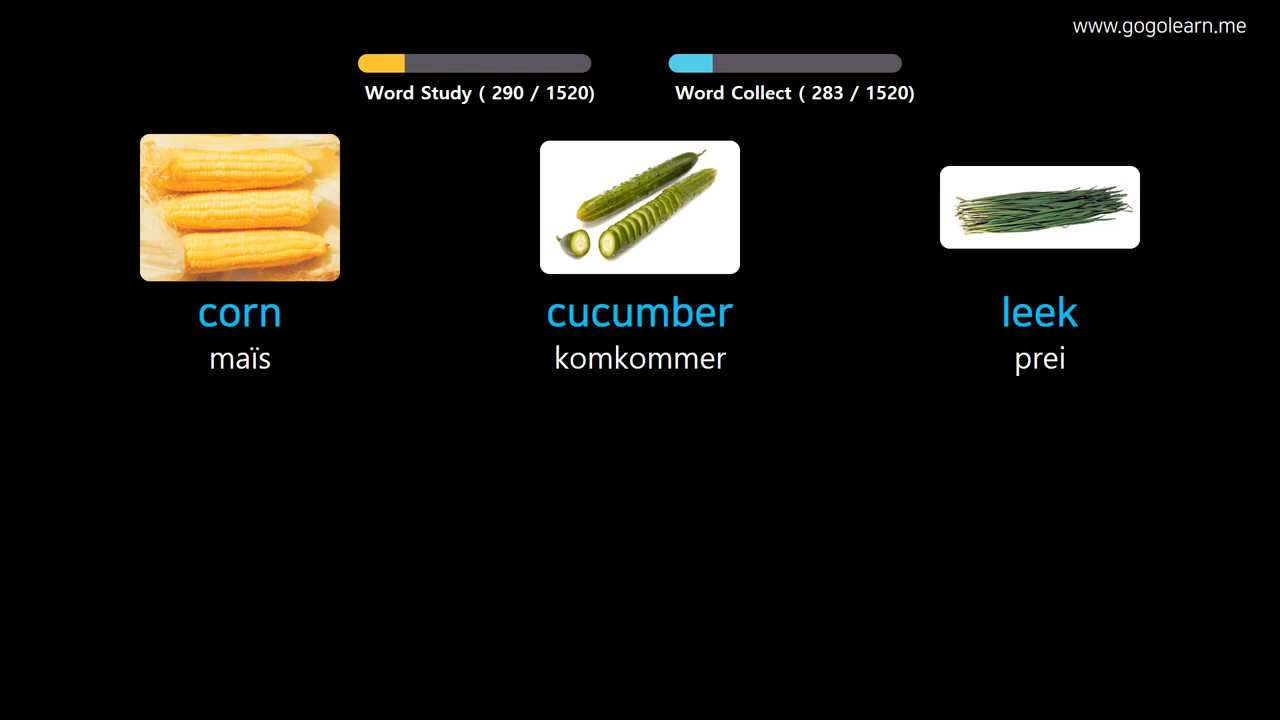 www.gogolearn.me
Word Study ( 290 / 1520)
Word Collect ( 283 / 1520)
corn
cucumber
leek
maïs
komkommer
prei